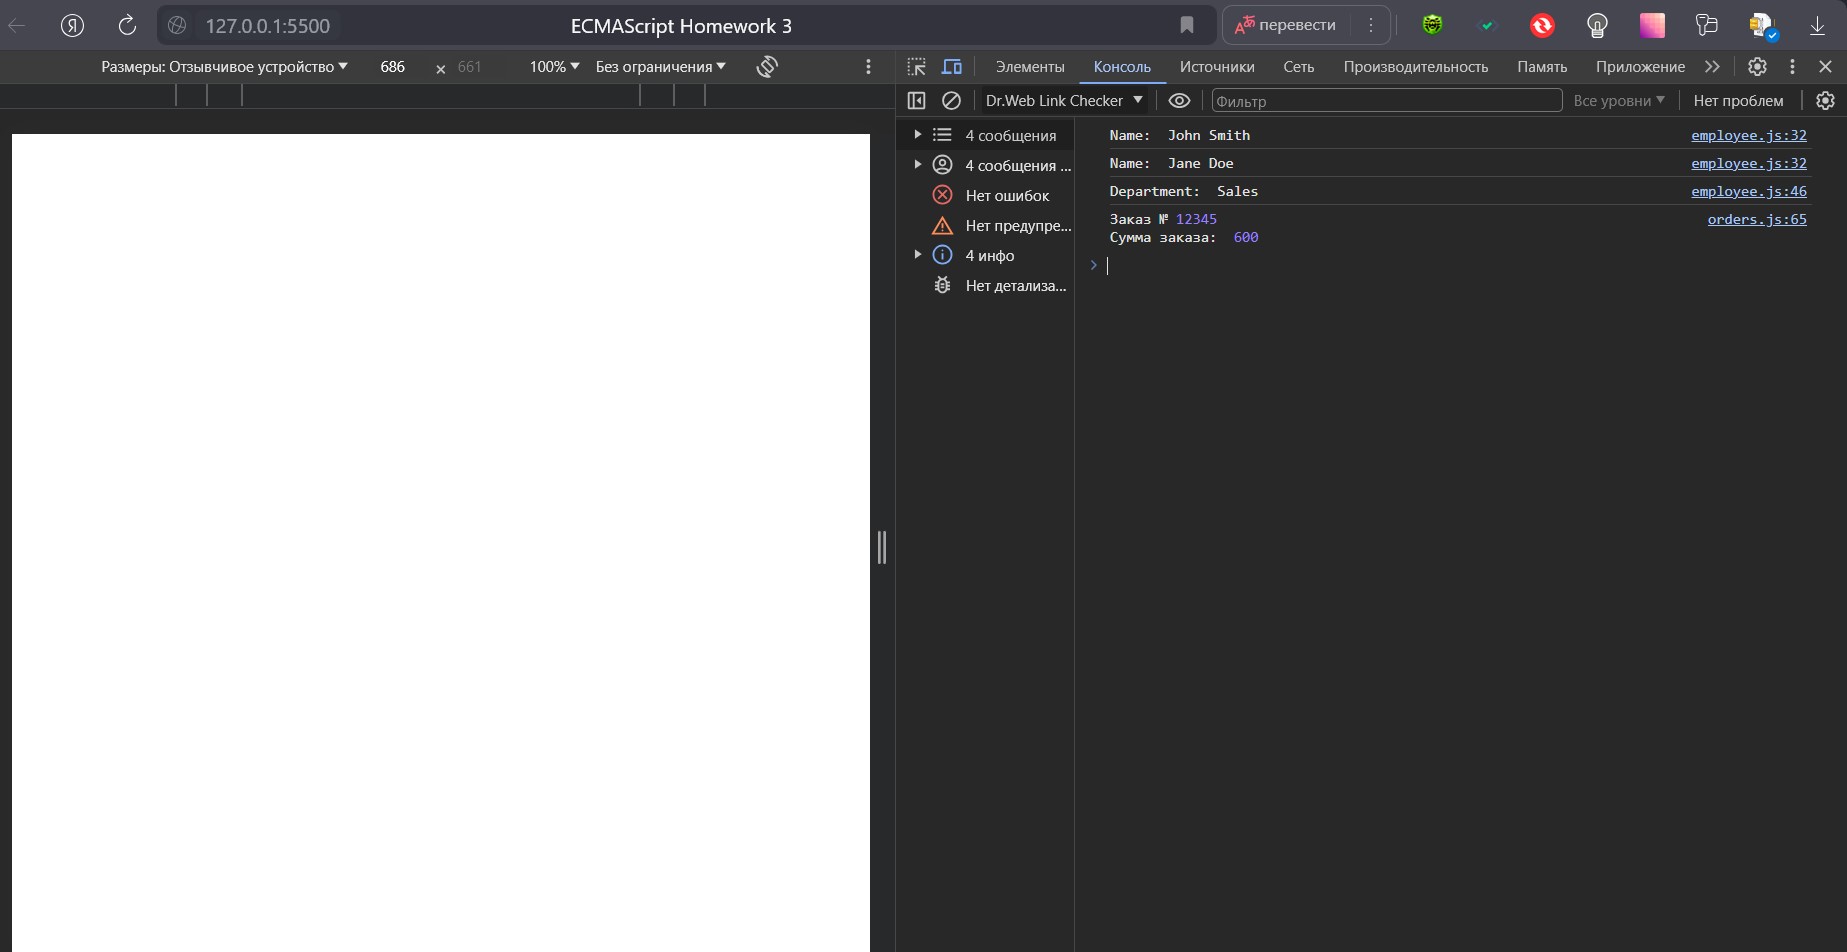 127.0.0.1:5500
ECMAScript Homework 3
перевести
Размеры: Отзывчивое устройство
686
x
661
100%
Без ограничения
Элементы
Консоль
Источники
Сеть
Производительность
Память
Приложение
Dr.Web Link Checker
Фильтр
Все уровни
Нет проблем
4 сообщения
4 сообщения ...
Нет ошибок
Нет предупре...
4 инфо
Нет детализа...
Name:  John Smith employee.js:32
Name:  Jane Doe employee.js:32
Department:  Sales employee.js:46
Заказ № 12345 orders.js:65
Сумма заказа:  600